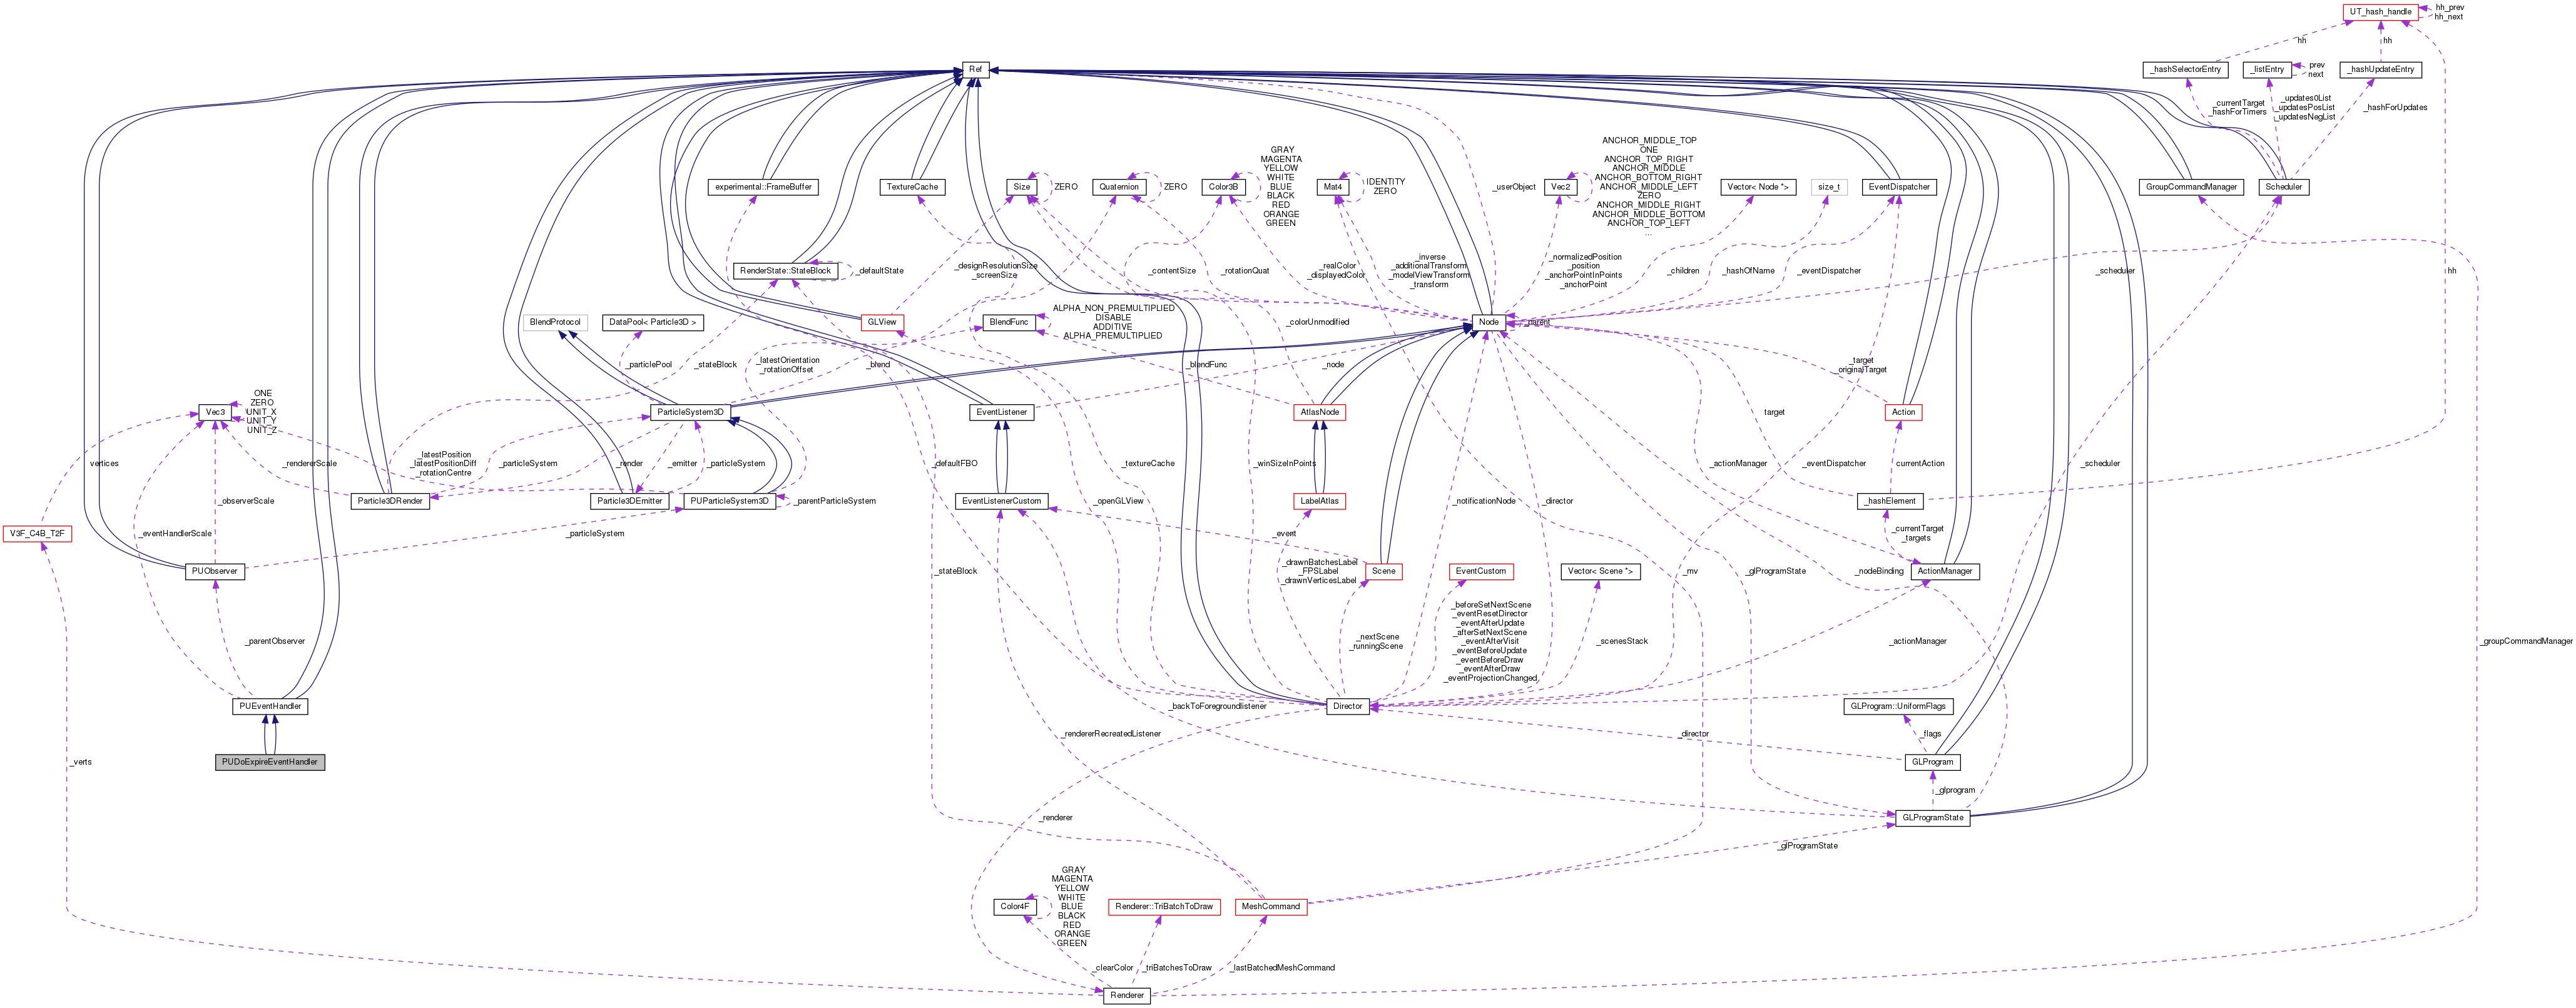 UT_hash_handle
hh_prev
hh_next
hh
hh
Ref
_hashSelectorEntry
_listEntry
prev
next
_hashUpdateEntry
_currentTarget
_hashForTimers
_updates0List
_updatesPosList
_updatesNegList
_hashForUpdates
ANCHOR_MIDDLE_TOP
ONE
ANCHOR_TOP_RIGHT
ANCHOR_MIDDLE
ANCHOR_BOTTOM_RIGHT
ANCHOR_MIDDLE_LEFT
ZERO
ANCHOR_MIDDLE_RIGHT
ANCHOR_MIDDLE_BOTTOM
ANCHOR_TOP_LEFT
...
GRAY
MAGENTA
YELLOW
WHITE
BLUE
BLACK
RED
ORANGE
GREEN
experimental::FrameBuffer
TextureCache
Size
ZERO
Quaternion
ZERO
Color3B
Mat4
IDENTITY
ZERO
_userObject
Vec2
Vector< Node *>
size_t
EventDispatcher
GroupCommandManager
Scheduler
RenderState::StateBlock
_defaultState
_designResolutionSize
_screenSize
_contentSize
_rotationQuat
_realColor
_displayedColor
_inverse
_additionalTransform
_modelViewTransform
_transform
_normalizedPosition
_position
_anchorPointInPoints
_anchorPoint
_children
_hashOfName
_eventDispatcher
_scheduler
hh
BlendProtocol
DataPool< Particle3D >
GLView
BlendFunc
ALPHA_NON_PREMULTIPLIED
DISABLE
ADDITIVE
ALPHA_PREMULTIPLIED
_colorUnmodified
Node
_parent
_particlePool
_stateBlock
_latestOrientation
_rotationOffset
_blend
_blendFunc
_node
_target
_originalTarget
Vec3
ONE
ZERO
UNIT_X
UNIT_Y
UNIT_Z
ParticleSystem3D
EventListener
AtlasNode
target
Action
vertices
_rendererScale
_latestPosition
_latestPositionDiff
_rotationCentre
_particleSystem
_render
_emitter
_particleSystem
_defaultFBO
_textureCache
_winSizeInPoints
_actionManager
_eventDispatcher
currentAction
_scheduler
_observerScale
Particle3DRender
Particle3DEmitter
PUParticleSystem3D
_parentParticleSystem
EventListenerCustom
_openGLView
LabelAtlas
_notificationNode
_director
_hashElement
V3F_C4B_T2F
_eventHandlerScale
_particleSystem
_event
_currentTarget
_targets
PUObserver
_stateBlock
_drawnBatchesLabel
_FPSLabel
_drawnVerticesLabel
Scene
EventCustom
Vector< Scene *>
_mv
_glProgramState
_nodeBinding
ActionManager
_parentObserver
_nextScene
_runningScene
_beforeSetNextScene
_eventResetDirector
_eventAfterUpdate
_afterSetNextScene
_eventAfterVisit
_eventBeforeUpdate
_eventBeforeDraw
_eventAfterDraw
_eventProjectionChanged
_scenesStack
_actionManager
_groupCommandManager
PUEventHandler
_backToForegroundlistener
Director
GLProgram::UniformFlags
_rendererRecreatedListener
_director
_flags
PUDoExpireEventHandler
_verts
GLProgram
_glprogram
_renderer
GLProgramState
_glProgramState
GRAY
MAGENTA
YELLOW
WHITE
BLUE
BLACK
RED
ORANGE
GREEN
Color4F
Renderer::TriBatchToDraw
MeshCommand
_clearColor
_triBatchesToDraw
_lastBatchedMeshCommand
Renderer